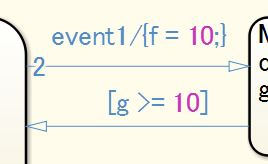 event1/{f = 10;}
2
[g >= 10]